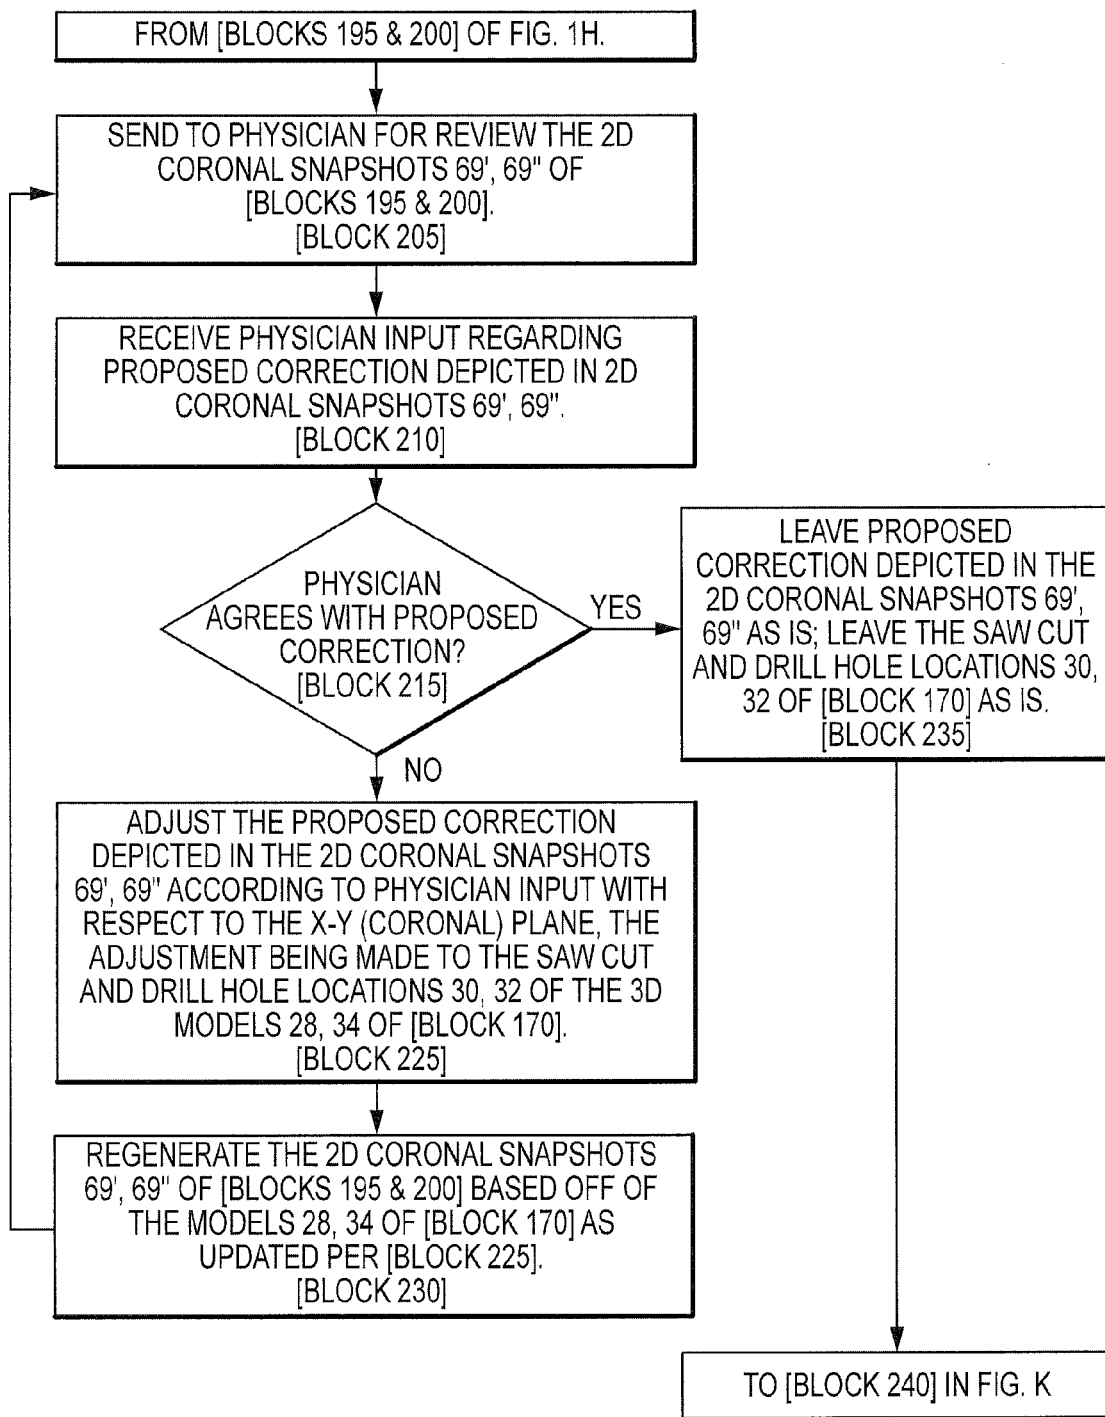 FROM [BLOCKS 195 & 200] OF FIG. 1H.
SEND TO PHYSICIAN FOR REVIEW THE 2D
CORONAL SNAPSHOTS 69', 69" OF
[BLOCKS 195 & 200].
[BLOCK 205]
RECEIVE PHYSICIAN INPUT REGARDING
PROPOSED CORRECTION DEPICTED IN 2D
CORONAL SNAPSHOTS 69', 69".
[BLOCK 210]
PHYSICIAN
AGREES WITH PROPOSED
CORRECTION?
[BLOCK 215]
YES
LEAVE PROPOSED
CORRECTION DEPICTED IN THE
2D CORONAL SNAPSHOTS 69',
69" AS IS; LEAVE THE SAW CUT
AND DRILL HOLE LOCATIONS 30,
32 OF [BLOCK 170] AS IS.
[BLOCK 235]
NO
ADJUST THE PROPOSED CORRECTION
DEPICTED IN THE 2D CORONAL SNAPSHOTS
69', 69" ACCORDING TO PHYSICIAN INPUT WITH
RESPECT TO THE X-Y (CORONAL) PLANE, THE
ADJUSTMENT BEING MADE TO THE SAW CUT
AND DRILL HOLE LOCATIONS 30, 32 OF THE 3D
MODELS 28, 34 OF [BLOCK 170].
[BLOCK 225]
REGENERATE THE 2D CORONAL SNAPSHOTS
69', 69" OF [BLOCKS 195 & 200] BASED OFF OF
THE MODELS 28, 34 OF [BLOCK 170] AS
UPDATED PER [BLOCK 225].
[BLOCK 230]
TO [BLOCK 240] IN FIG. K